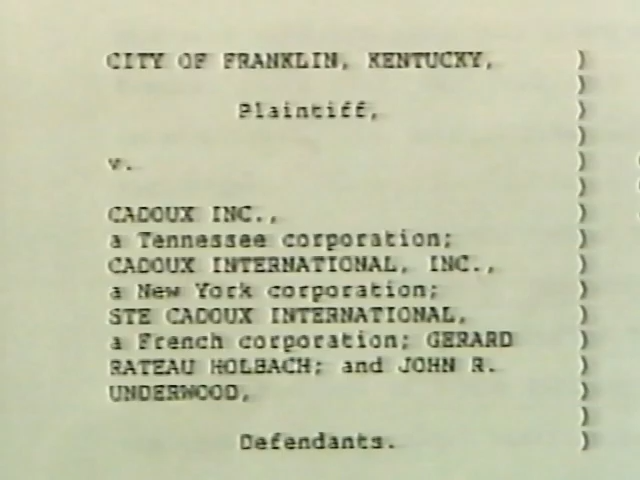 CITY OF FRANKLIN, KENTUCKY, )
)
Plaintiff, )
)
v. )
)
CADOUX INC., )
a Tennessee corporation; )
CADOUX INTERNATIONAL, INC., )
a New York corporation; )
STE CADOUX INTERNATIONAL, )
a French corporation; GERARD )
RATEAU HOLBACH; and JOHN R. )
UNDERWOOD, )
)
Defendants. )